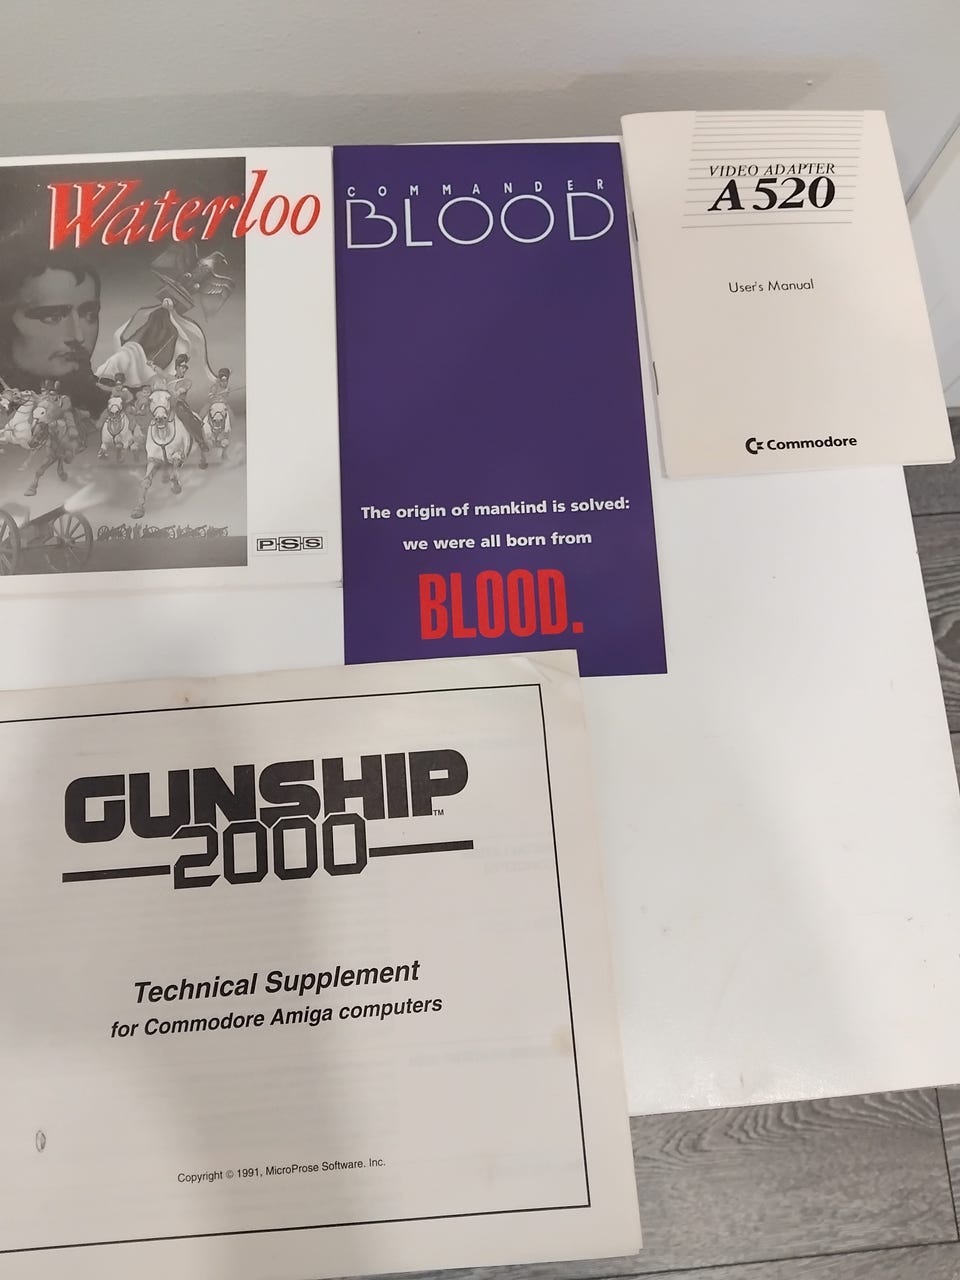 Waterloo
PSS
COMMANDER
BLOOD
The origin of mankind is solved:
we were all born from
BLOOD.
VIDEO ADAPTER
A520
User's Manual
Commodore
GUNSHIP
2000
TM
Technical Supplement
for Commodore Amiga computers
Copyright © 1991, MicroProse Software. Inc.